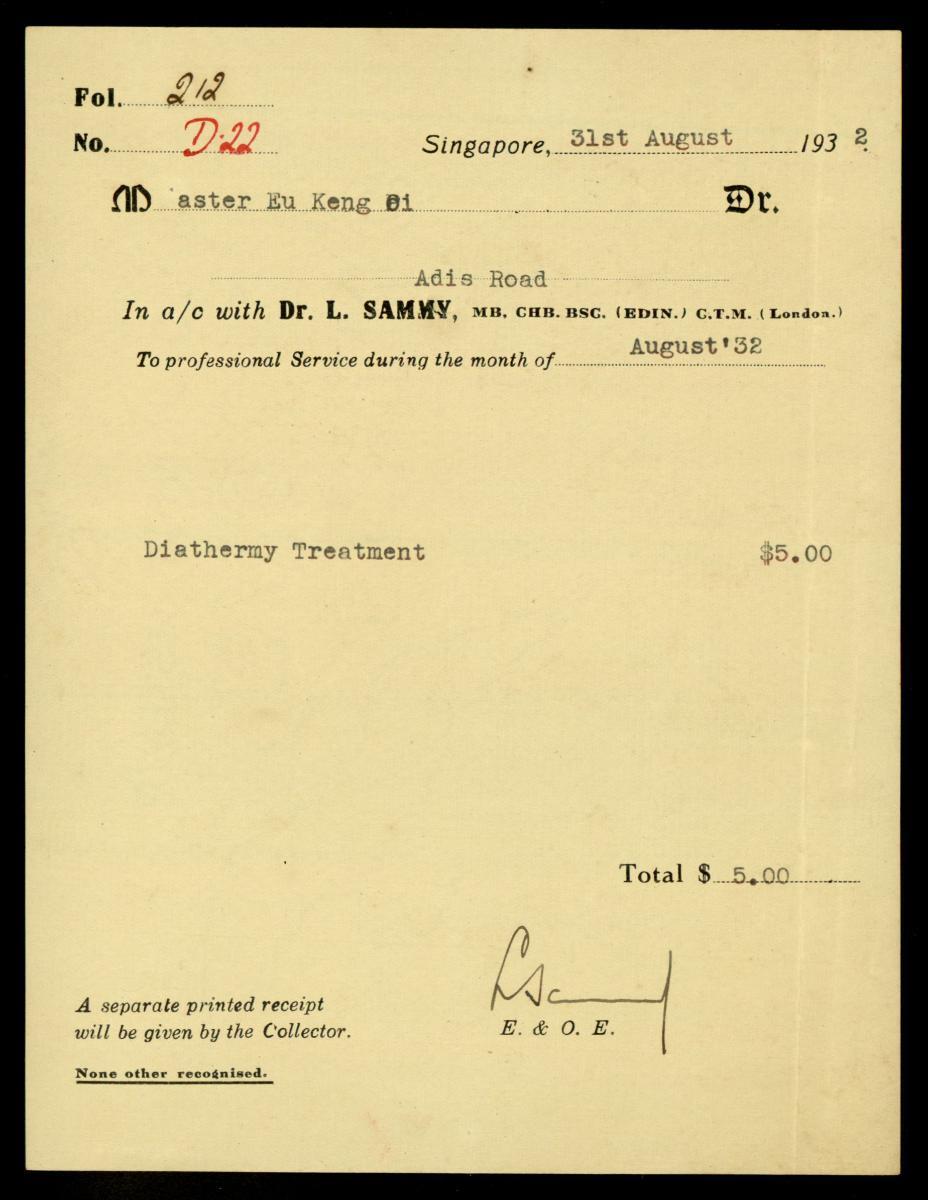 Fol. 212
No. D.22
Singapore, 31st August 1932.
Master Eu Keng Ei Dr.
Adis Road
In a/c with Dr. L. SAMMY, MB. CHB. BSC. (EDIN.) C.T.M. (London.)
To professional Service during the month of August '32
Diathermy Treatment $5.00
Total $ 5.00
A separate printed receipt
will be given by the Collector.
E. & O. E.
None other recognised.